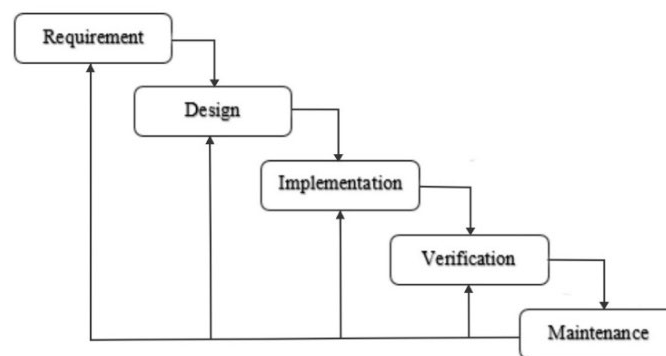 Requirement
Design
Implementation
Verification
Maintenance